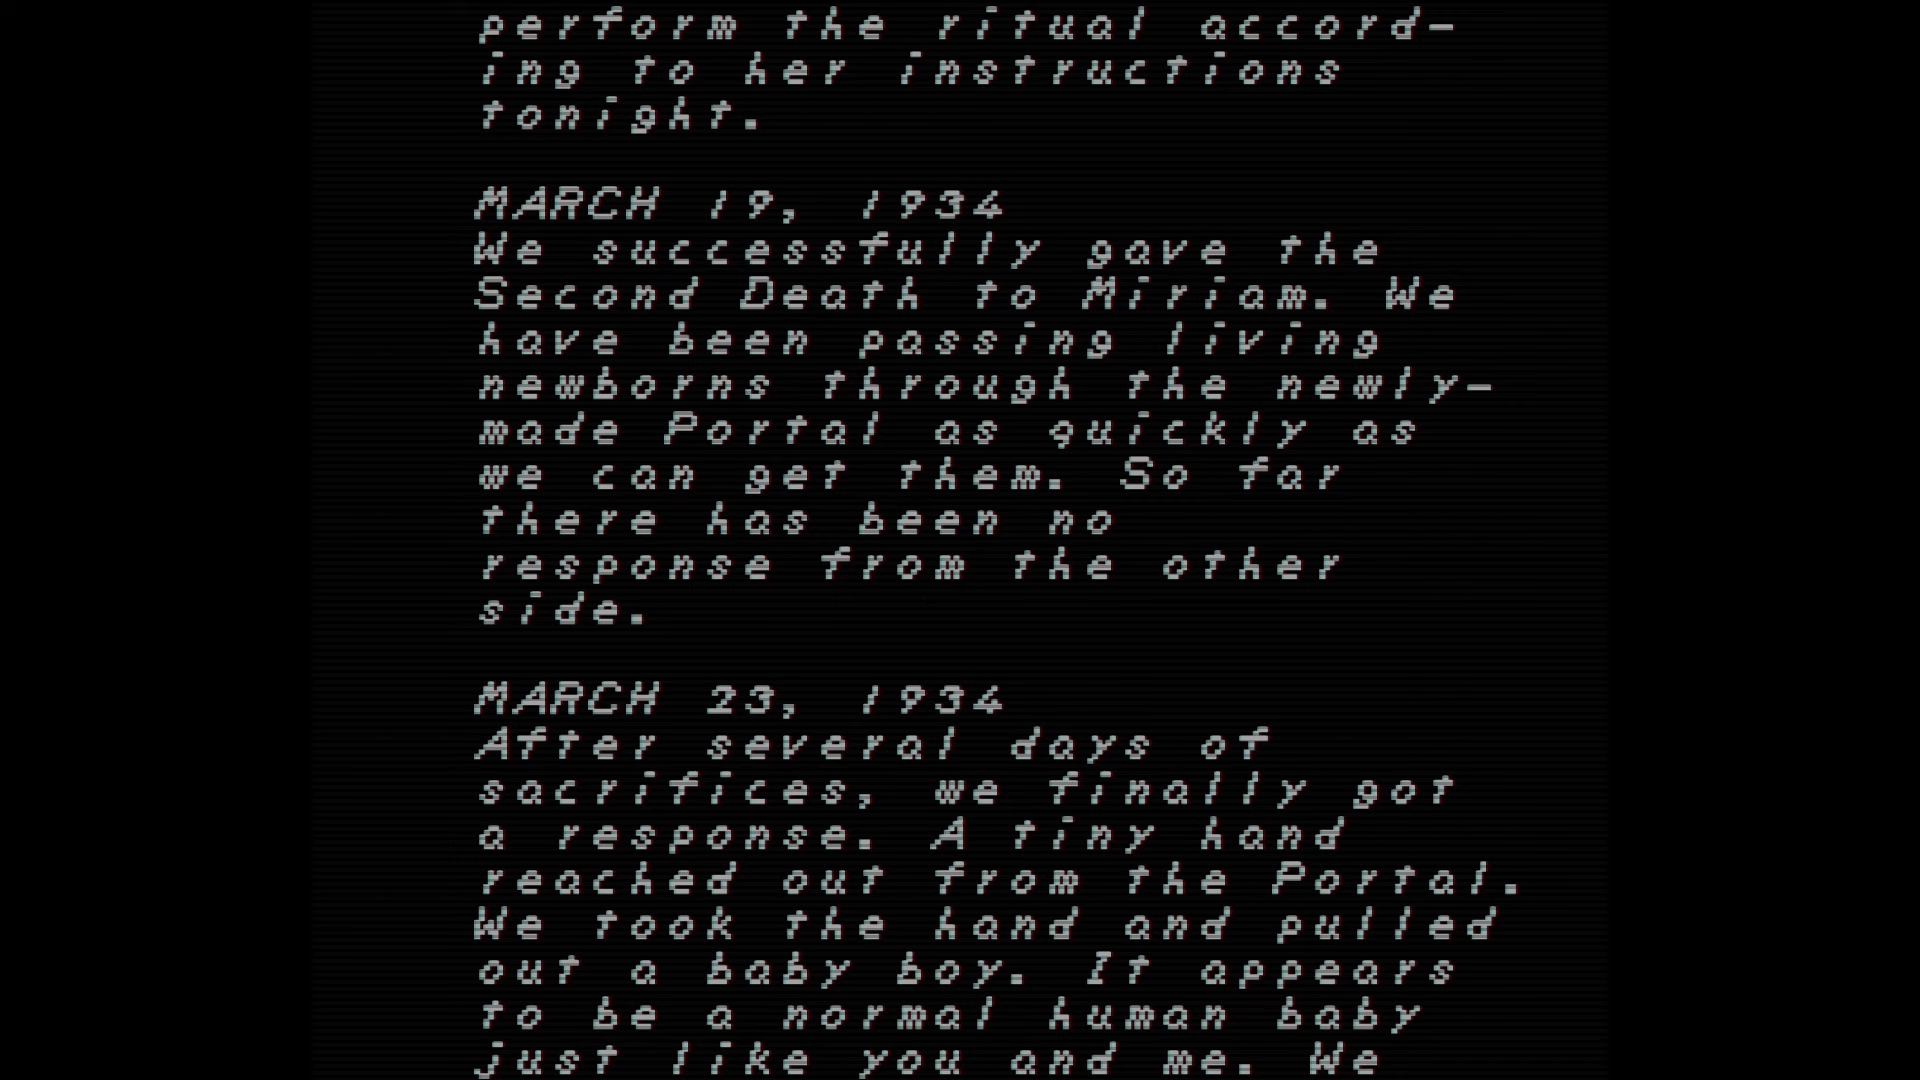 perform the ritual accord-
ing to her instructions
tonight.
MARCH 19, 1934
We successfully gave the
Second Death to Miriam. We
have been passing living
newborns through the newly-
made Portal as quickly as
we can get them. So far
there has been no
response from the other
side.
MARCH 23, 1934
After several days of
sacrifices, we finally got
a response. A tiny hand
reached out from the Portal.
We took the hand and pulled
out a baby boy. It appears
to be a normal human baby
just like you and me. We